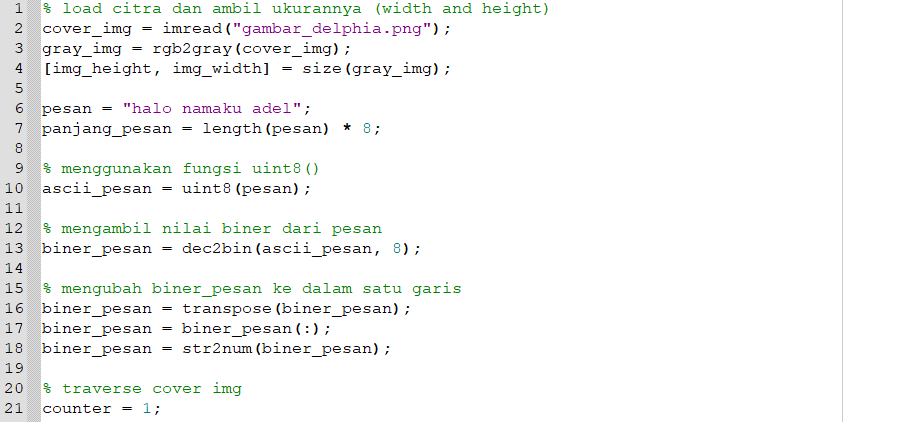 1 % load citra dan ambil ukurannya (width and height)
2 cover_img = imread("gambar_delphia.png");
3 gray_img = rgb2gray(cover_img);
4 [img_height, img_width] = size(gray_img);
5
6 pesan = "halo namaku adel";
7 panjang_pesan = length(pesan) * 8;
8
9 % menggunakan fungsi uint8()
10 ascii_pesan = uint8(pesan);
11
12 % mengambil nilai biner dari pesan
13 biner_pesan = dec2bin(ascii_pesan, 8);
14
15 % mengubah biner_pesan ke dalam satu garis
16 biner_pesan = transpose(biner_pesan);
17 biner_pesan = biner_pesan(:);
18 biner_pesan = str2num(biner_pesan);
19
20 % traverse cover img
21 counter = 1;